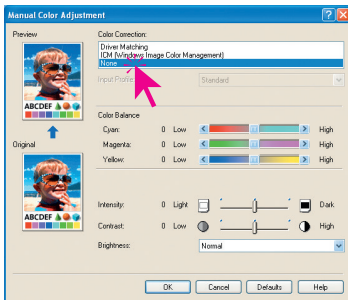 Manual Color Adjustment
Preview
Color Correction:
Driver Matching
ICM (Windows Image Color Management)
None
Input Profile: Standard
ABCDEF
Color Balance
Cyan: 0 Low High
Original
Magenta: 0 Low High
Yellow: 0 Low High
Intensity: 0 Light Dark
ABCDEF
Contrast: 0 Low High
Brightness: Normal
OK Cancel Defaults Help